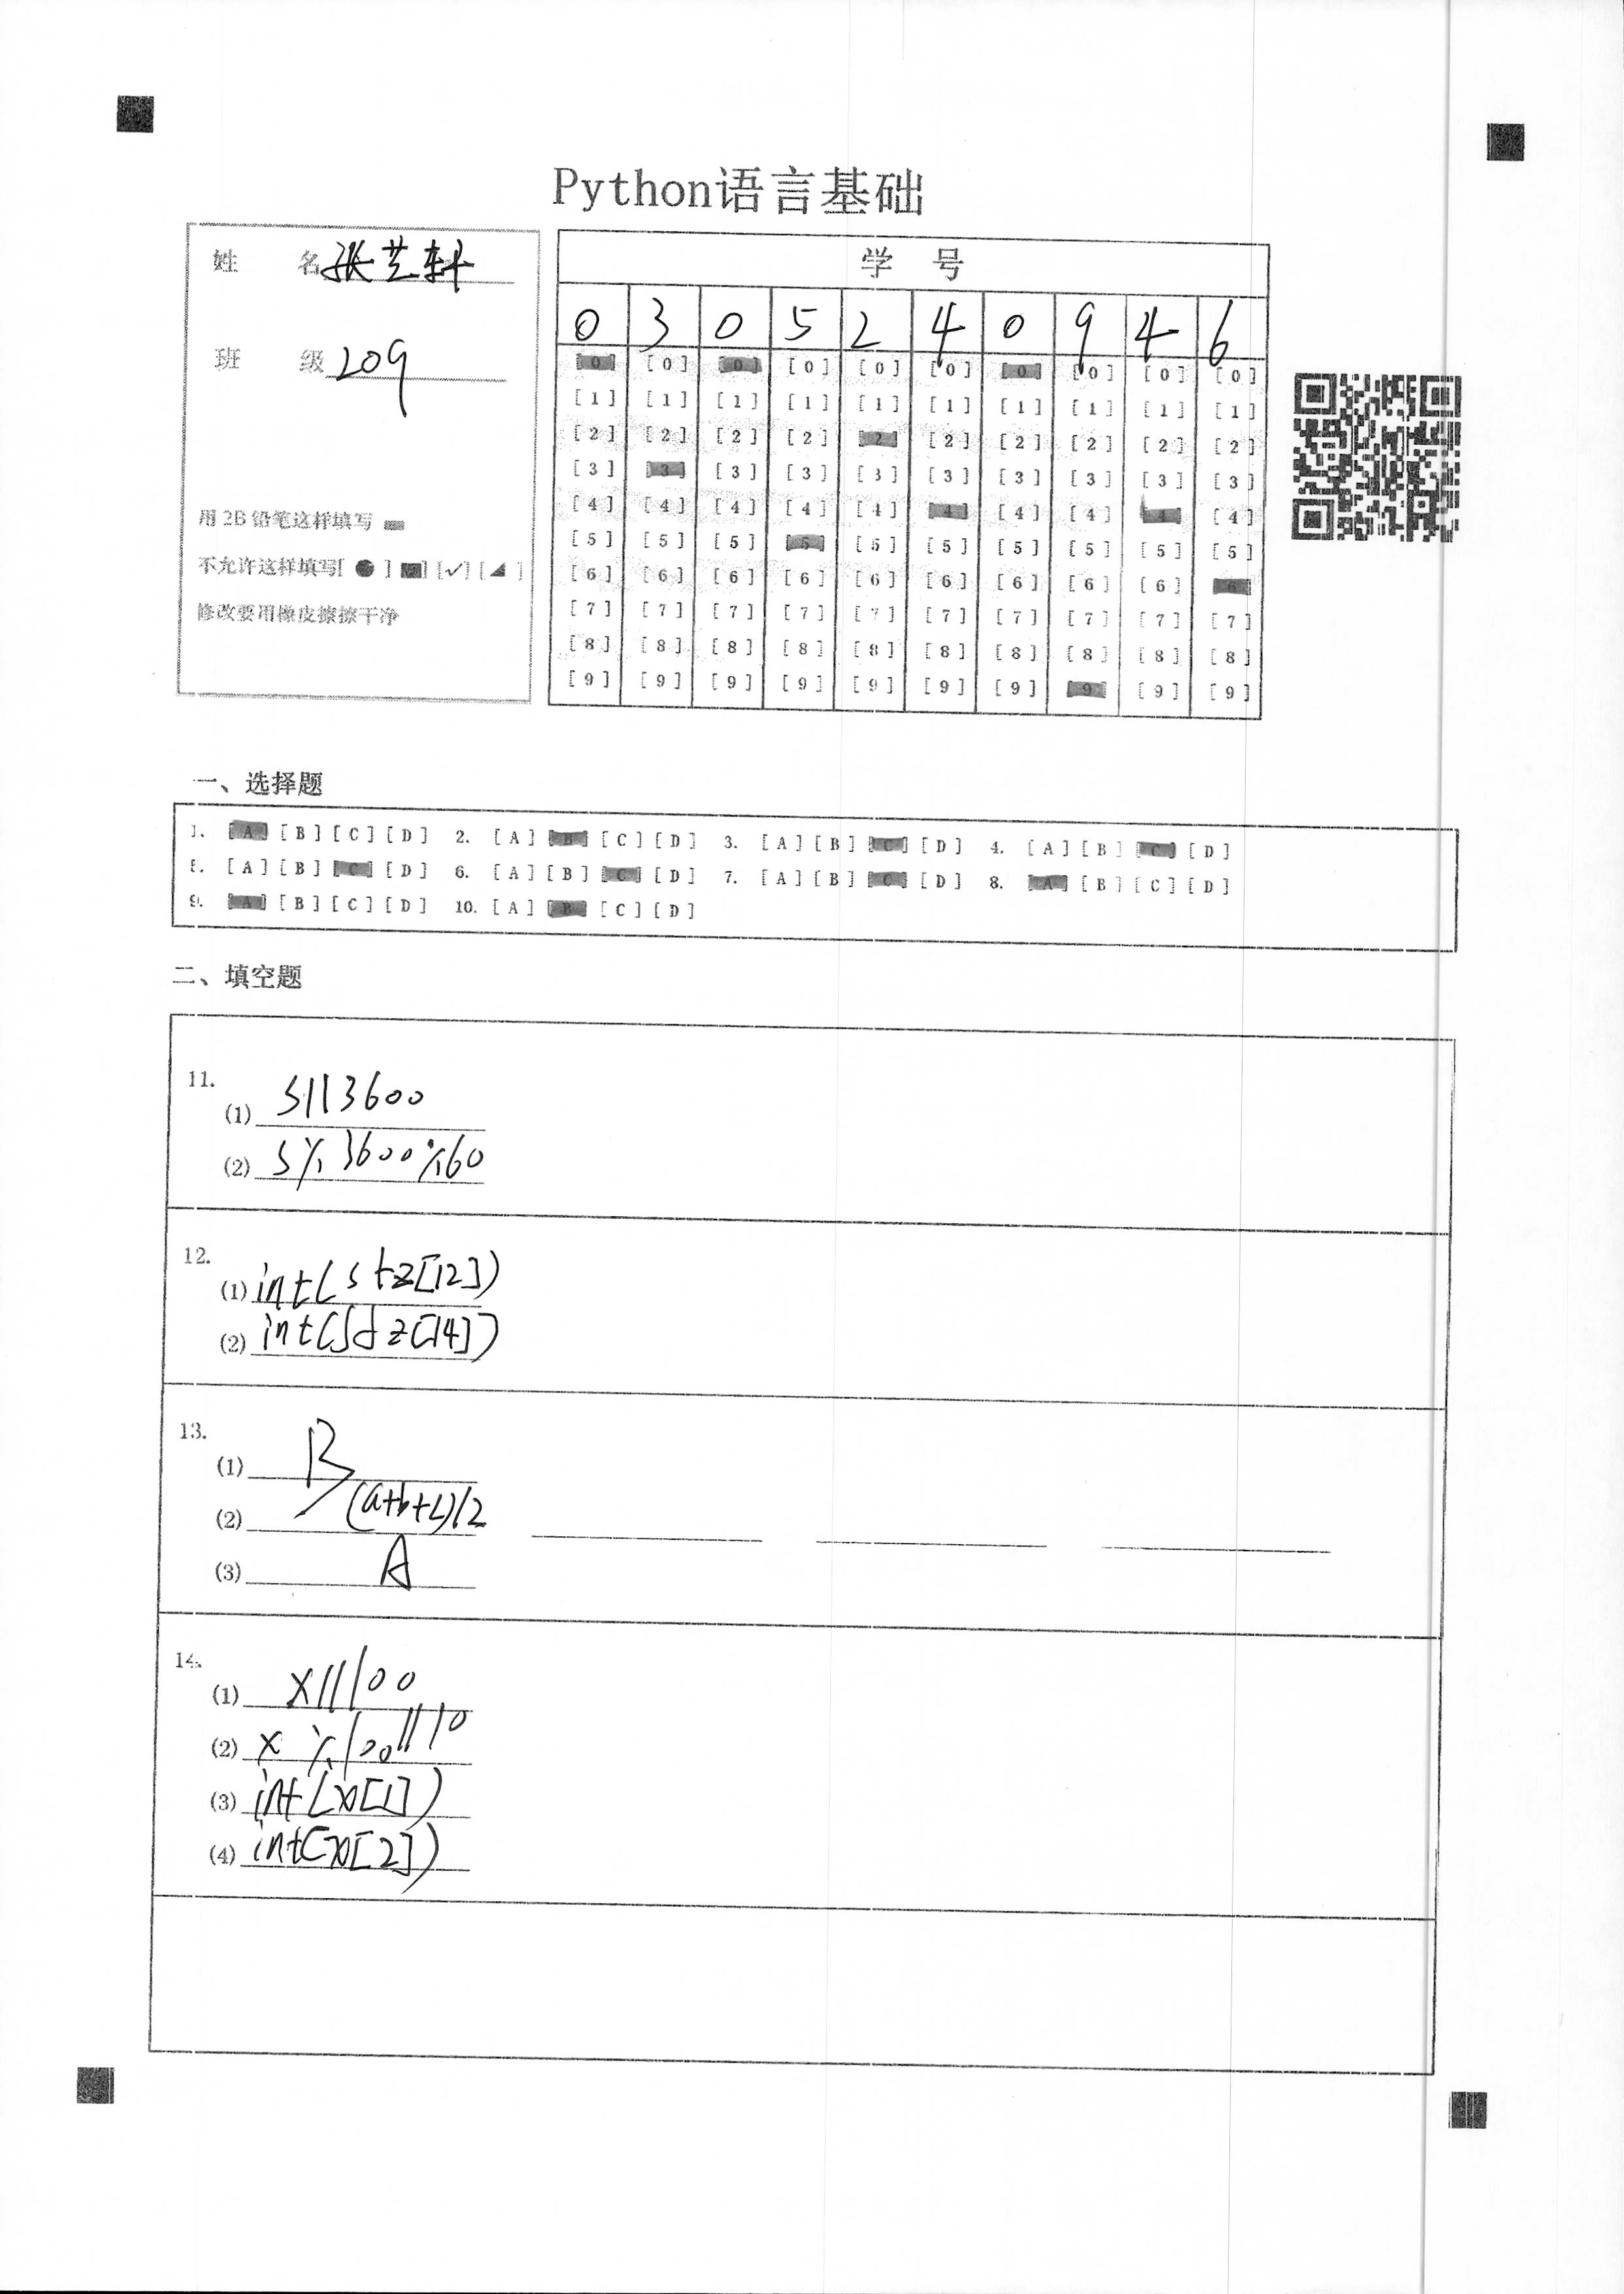 Python语言基础
姓 名 张芝轩
班 级 209
用 2B 铅笔这样填写
不允许这样填写[ ● ] [■] [✓] [◢ ]
修改要用橡皮擦擦干净
学 号
0 3 0 5 2 4 0 9 4 6
[0] [0] [0] [0] [0] [0] [0] [0] [0] [0]
[1] [1] [1] [1] [1] [1] [1] [1] [1] [1]
[2] [2] [2] [2] [2] [2] [2] [2] [2] [2]
[3] [3] [3] [3] [3] [3] [3] [3] [3] [3]
[4] [4] [4] [4] [4] [4] [4] [4] [4] [4]
[5] [5] [5] [5] [5] [5] [5] [5] [5] [5]
[6] [6] [6] [6] [6] [6] [6] [6] [6] [6]
[7] [7] [7] [7] [7] [7] [7] [7] [7] [7]
[8] [8] [8] [8] [8] [8] [8] [8] [8] [8]
[9] [9] [9] [9] [9] [9] [9] [9] [9] [9]
一、选择题
1. [A] [B] [C] [D] 2. [A] [B] [C] [D] 3. [A] [B] [C] [D] 4. [A] [B] [C] [D]
5. [A] [B] [C] [D] 6. [A] [B] [C] [D] 7. [A] [B] [C] [D] 8. [A] [B] [C] [D]
9. [A] [B] [C] [D] 10. [A] [B] [C] [D]
二、填空题
11.
(1) s//3600
(2) s%3600%60
12.
(1) int(stz[12])
(2) int(sdz[14])
13.
(1) B
(2) (a+b+c)/2
(3) A
14.
(1) x//100
(2) x%100//10
(3) int(x[1])
(4) int(x[2])